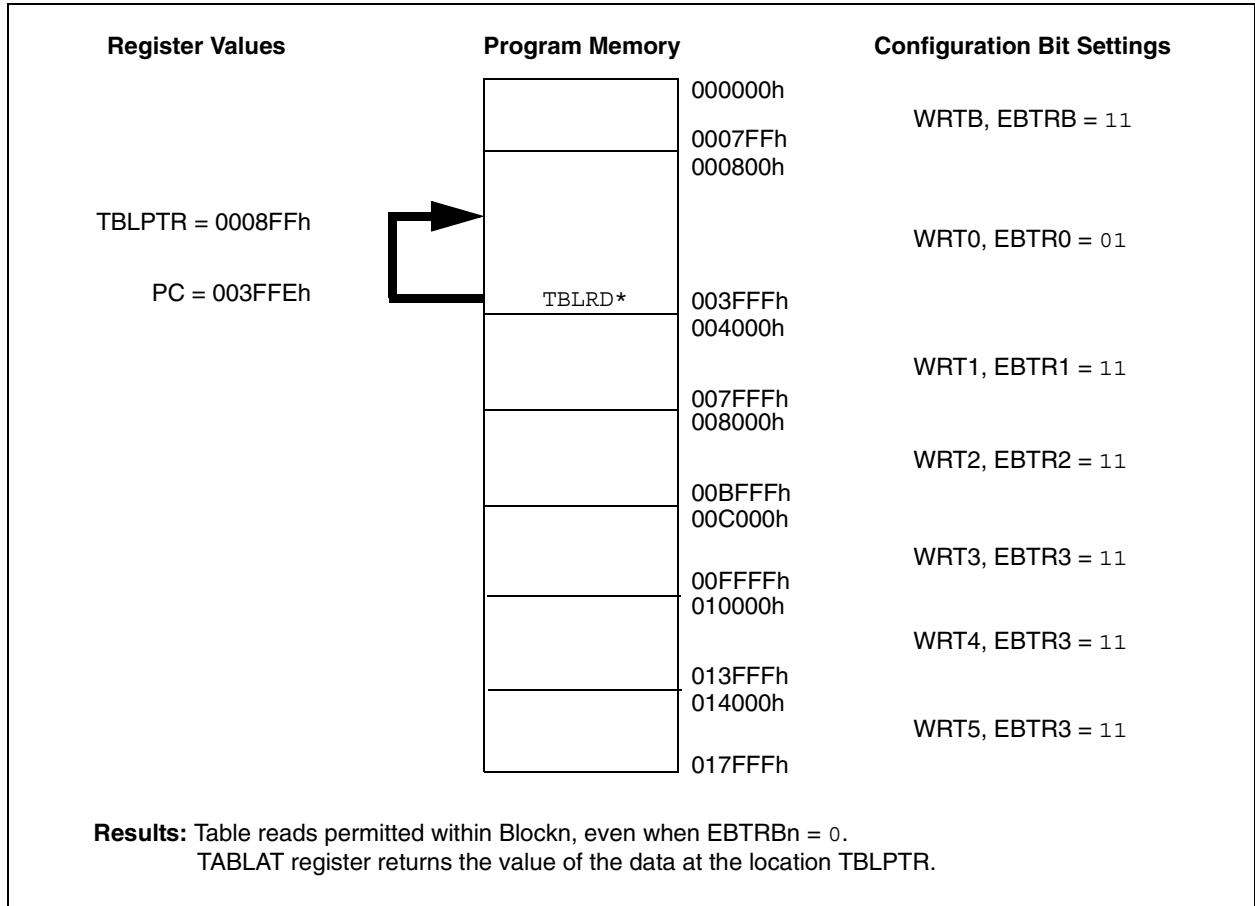 Register Values Program Memory Configuration Bit Settings
000000h
WRTB, EBTRB = 11
0007FFh
000800h
TBLPTR = 0008FFh
WRT0, EBTR0 = 01
PC = 003FFEh
TBLRD*
003FFFh
004000h
WRT1, EBTR1 = 11
007FFFh
008000h
WRT2, EBTR2 = 11
00BFFFh
00C000h
WRT3, EBTR3 = 11
00FFFFh
010000h
WRT4, EBTR3 = 11
013FFFh
014000h
WRT5, EBTR3 = 11
017FFFh
Results: Table reads permitted within Blockn, even when EBTRBn = 0.
TABLAT register returns the value of the data at the location TBLPTR.